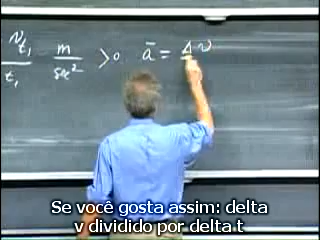 v_t₁ / t₁ m / sec² > 0 ā = Δv
Se você gosta assim: delta
v dividido por delta t